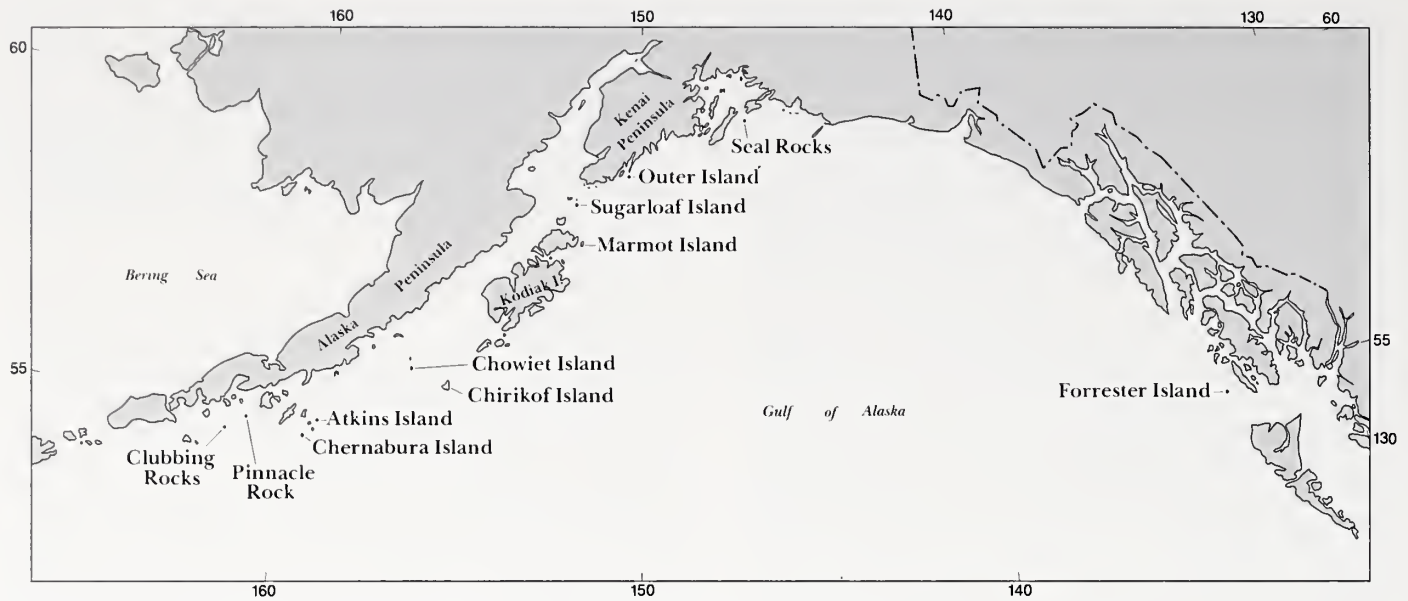 160 150 140 130 60
60
Kenai
Peninsula
Seal Rocks
Outer Island
Sugarloaf Island
Marmot Island
Bering Sea
Peninsula
Kodiak I.
Alaska
55
55
Chowiet Island
Chirikof Island
Forrester Island
Gulf of Alaska
Atkins Island
Chernabura Island
130
Clubbing
Rocks
Pinnacle
Rock
160 150 140